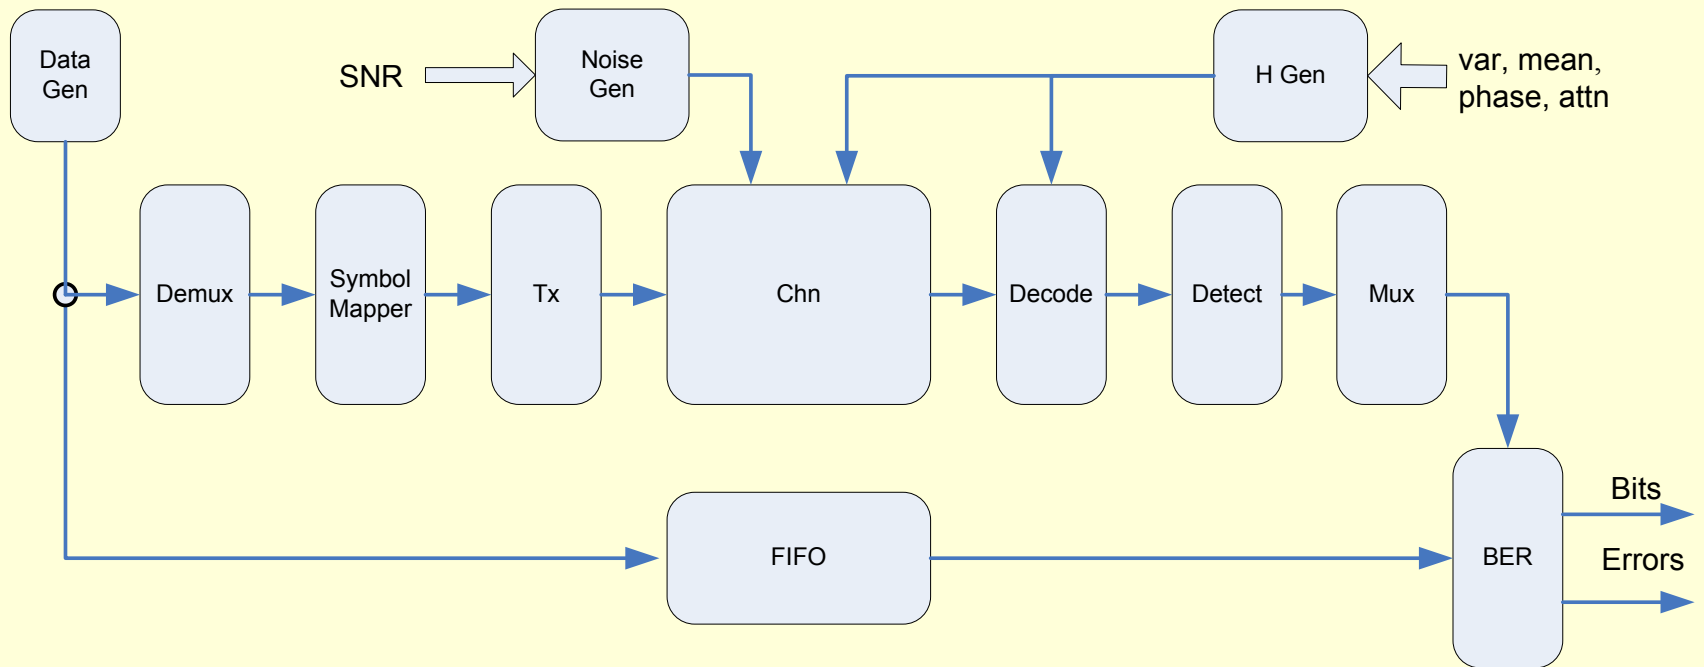 Data
Gen
SNR
Noise
Gen
H Gen
var, mean,
phase, attn
Demux
Symbol
Mapper
Tx
Chn
Decode
Detect
Mux
FIFO
BER
Bits
Errors